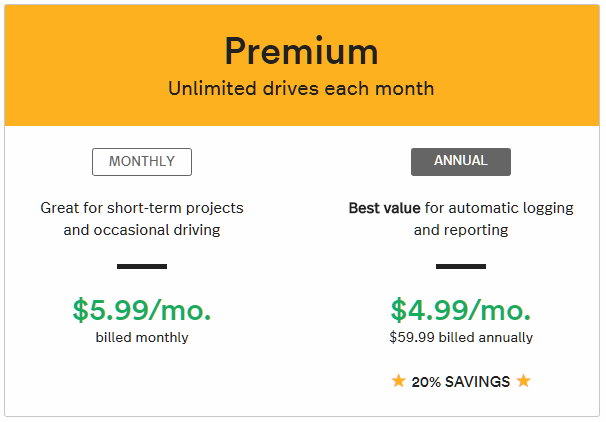 Premium
Unlimited drives each month
MONTHLY
Great for short-term projects
and occasional driving
$5.99/mo.
billed monthly
ANNUAL
Best value for automatic logging
and reporting
$4.99/mo.
$59.99 billed annually
20% SAVINGS